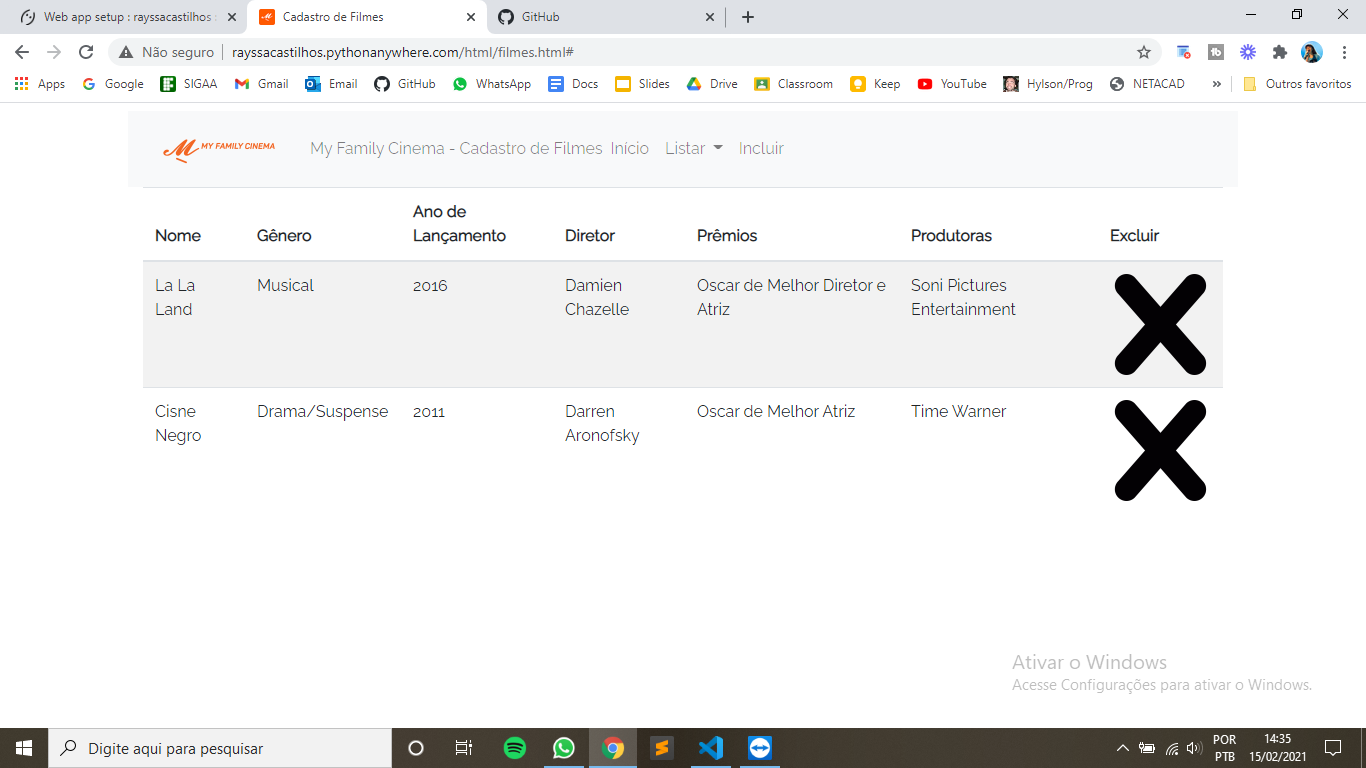 Web app setup : rayssacastilhos
Cadastro de Filmes
GitHub
Não seguro
rayssacastilhos.pythonanywhere.com/html/filmes.html#
Apps Google SIGAA Gmail Email GitHub WhatsApp Docs Slides Drive Classroom Keep YouTube Hylson/Prog NETACAD » Outros favoritos
MY FAMILY CINEMA
My Family Cinema - Cadastro de Filmes Início Listar Incluir
Nome Gênero Ano de Lançamento Diretor Prêmios Produtoras Excluir
La La Land Musical 2016 Damien Chazelle Oscar de Melhor Diretor e Atriz Soni Pictures Entertainment
Cisne Negro Drama/Suspense 2011 Darren Aronofsky Oscar de Melhor Atriz Time Warner
Ativar o Windows
Acesse Configurações para ativar o Windows.
Digite aqui para pesquisar
POR
PTB
14:35
15/02/2021